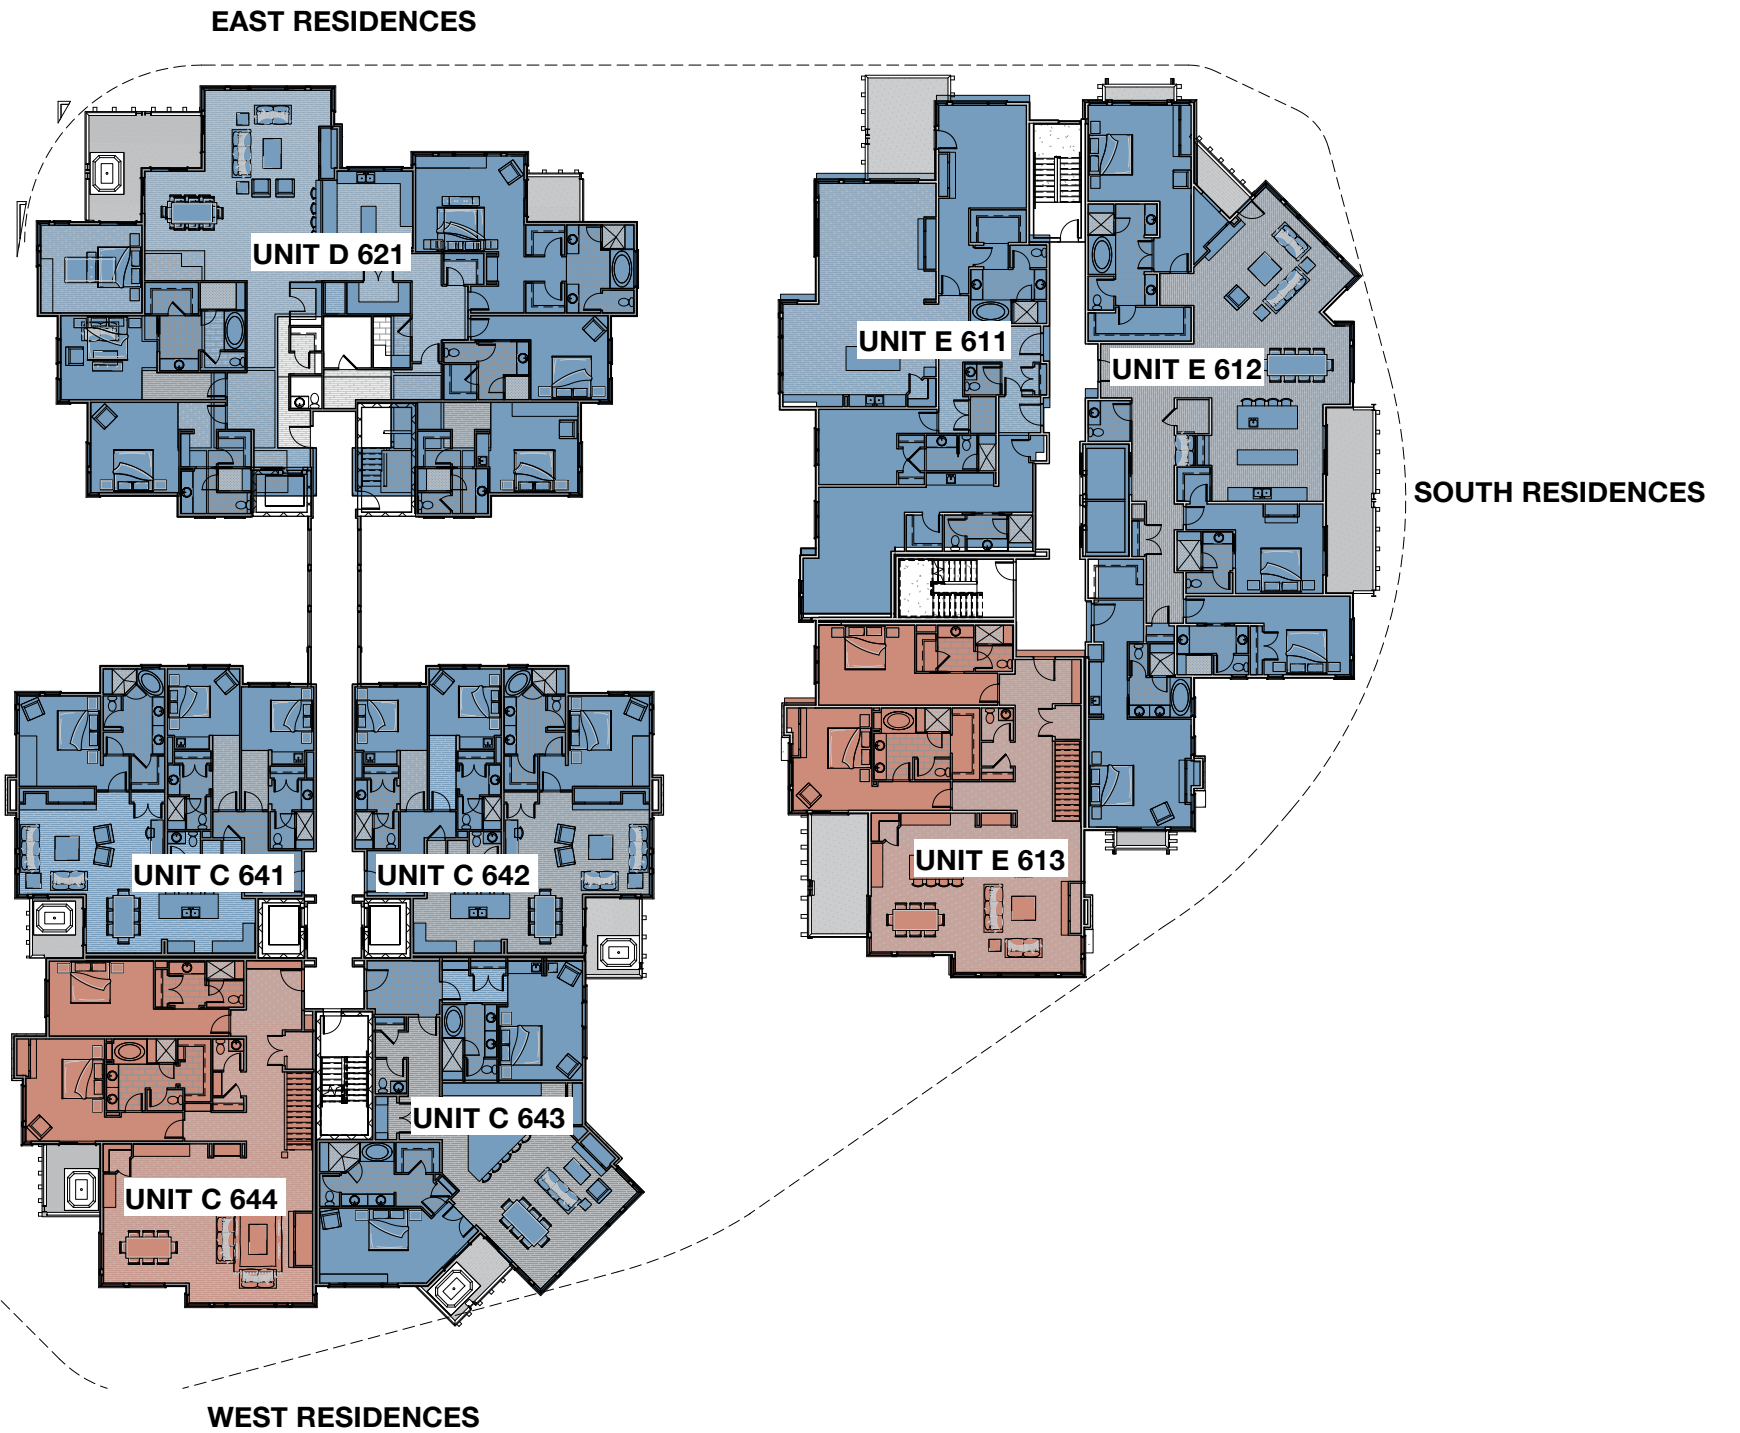 EAST RESIDENCES
UNIT D 621
UNIT E 611
UNIT E 612
SOUTH RESIDENCES
UNIT E 613
UNIT C 641
UNIT C 642
UNIT C 643
UNIT C 644
WEST RESIDENCES